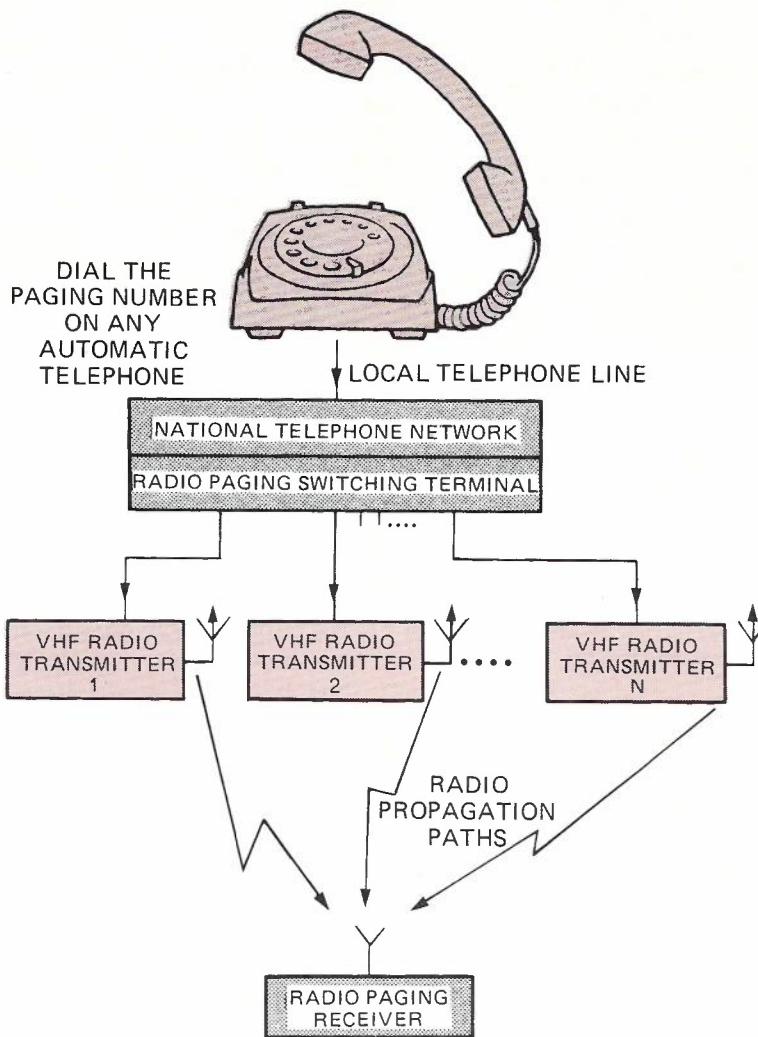 DIAL THE
PAGING NUMBER
ON ANY
AUTOMATIC
TELEPHONE
LOCAL TELEPHONE LINE
NATIONAL TELEPHONE NETWORK
RADIO PAGING SWITCHING TERMINAL
VHF RADIO
TRANSMITTER
1
VHF RADIO
TRANSMITTER
2
VHF RADIO
TRANSMITTER
N
RADIO
PROPAGATION
PATHS
RADIO PAGING
RECEIVER